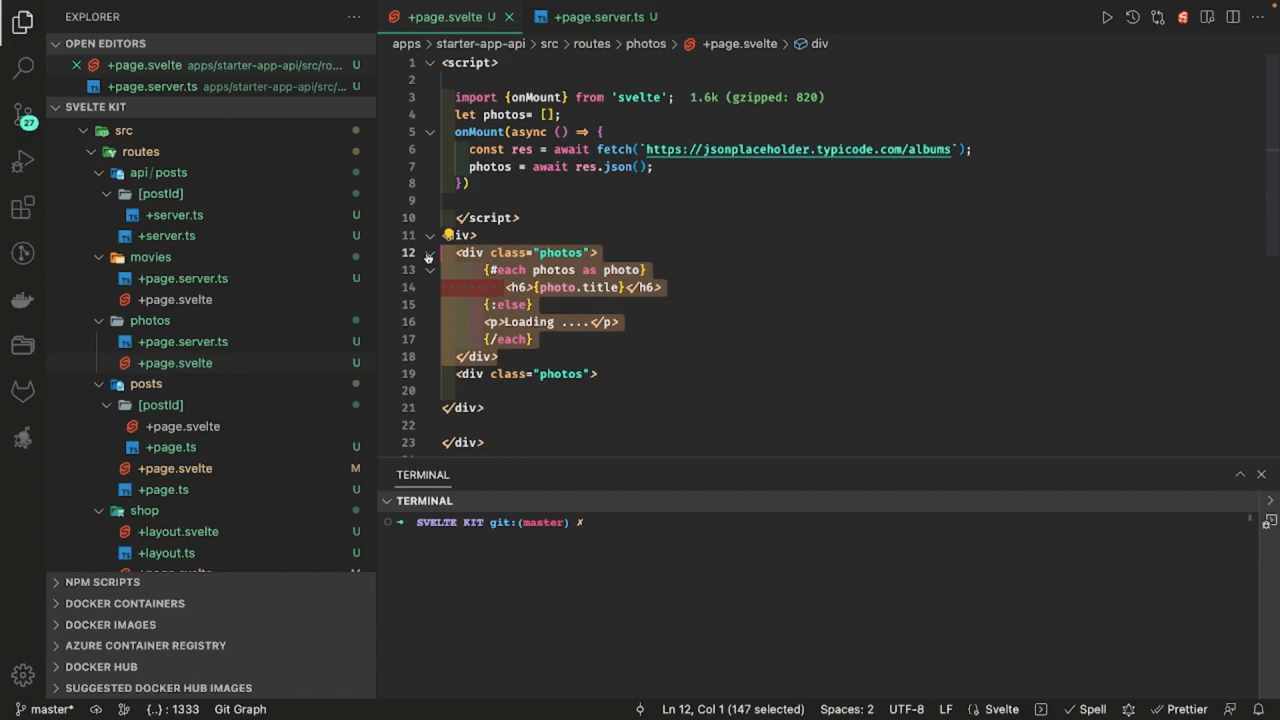 EXPLORER
OPEN EDITORS
+page.svelte apps/starter-app-api/src/ro... U
+page.server.ts apps/starter-app-api/src/... U
SVELTE KIT
src
routes
api/posts
[postId]
+server.ts U
+server.ts U
movies
+page.server.ts U
+page.svelte U
photos
+page.server.ts U
+page.svelte U
posts
[postId]
+page.svelte U
+page.ts U
+page.svelte M
+page.ts U
shop
+layout.svelte U
+layout.ts U
NPM SCRIPTS
DOCKER CONTAINERS
DOCKER IMAGES
AZURE CONTAINER REGISTRY
DOCKER HUB
SUGGESTED DOCKER HUB IMAGES
27
+page.svelte U
+page.server.ts U
apps > starter-app-api > src > routes > photos > +page.svelte > div
1 <script>
2
3 import {onMount} from 'svelte'; 1.6k (gzipped: 820)
4 let photos= [];
5 onMount(async () => {
6 const res = await fetch(`https://jsonplaceholder.typicode.com/albums`);
7 photos = await res.json();
8 })
9
10 </script>
11 iv>
12 <div class="photos">
13 {#each photos as photo}
14 <h6>{photo.title}</h6>
15 {:else}
16 <p>Loading ....</p>
17 {/each}
18 </div>
19 <div class="photos">
20
21 </div>
22
23 </div>
TERMINAL
TERMINAL
SVELTE KIT git:(master) ✗
master* {..} : 1333 Git Graph Ln 12, Col 1 (147 selected) Spaces: 2 UTF-8 LF {} Svelte Spell Prettier